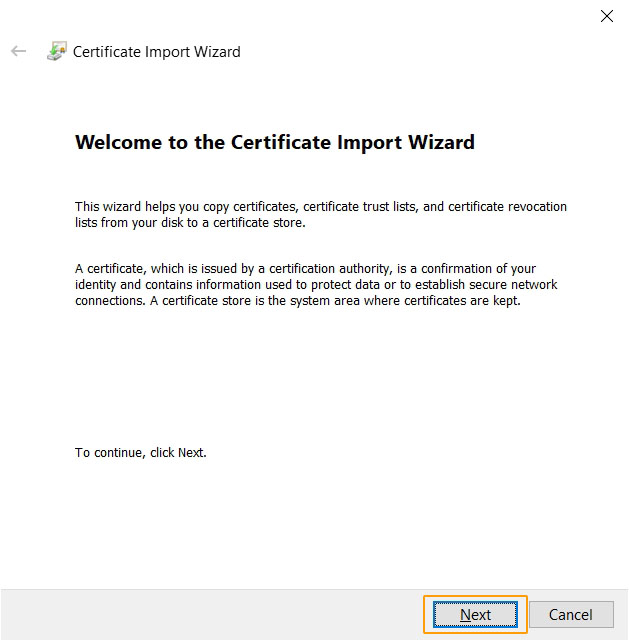 Certificate Import Wizard
Welcome to the Certificate Import Wizard
This wizard helps you copy certificates, certificate trust lists, and certificate revocation
lists from your disk to a certificate store.
A certificate, which is issued by a certification authority, is a confirmation of your
identity and contains information used to protect data or to establish secure network
connections. A certificate store is the system area where certificates are kept.
To continue, click Next.
Next
Cancel